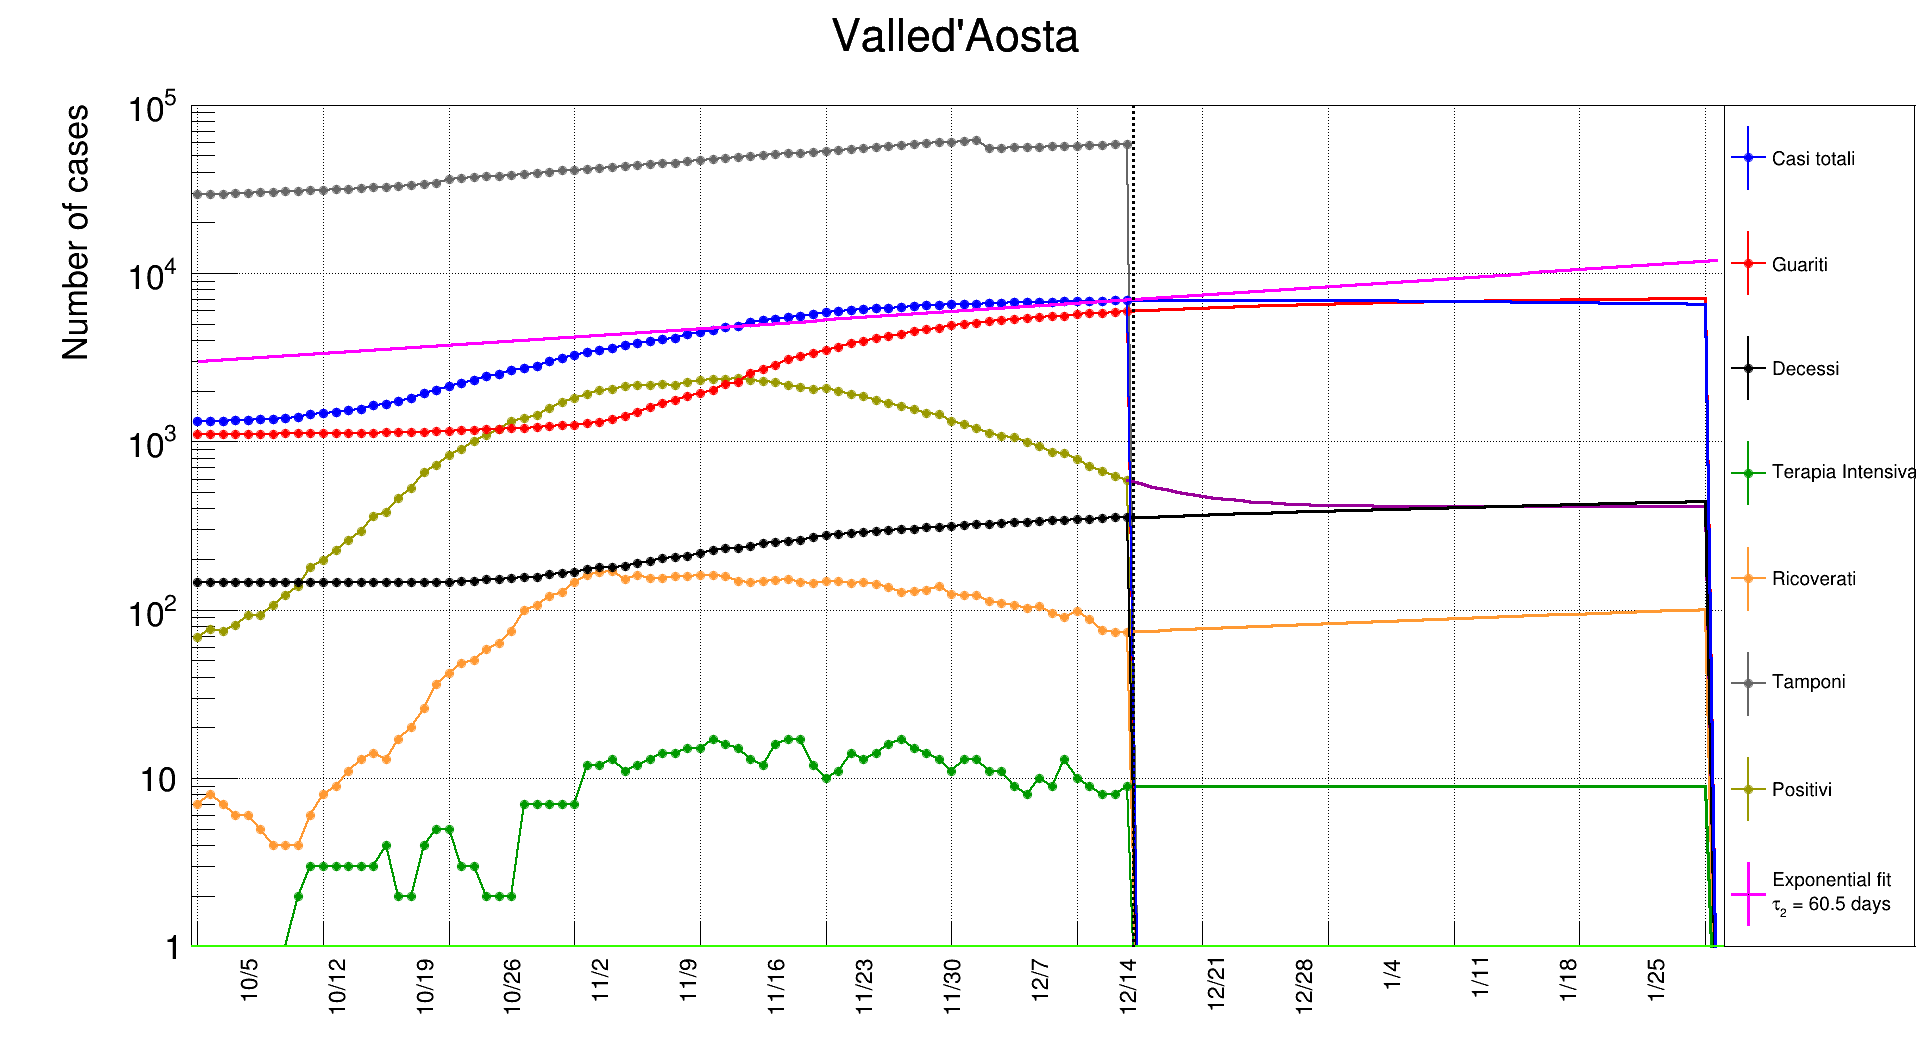 Valled'Aosta
Number of cases
10^5
10^4
10^3
10^2
10
1
10/5
10/12
10/19
10/26
11/2
11/9
11/16
11/23
11/30
12/7
12/14
12/21
12/28
1/4
1/11
1/18
1/25
Casi totali
Guariti
Decessi
Terapia Intensiva
Ricoverati
Tamponi
Positivi
Exponential fit
τ_2 = 60.5 days